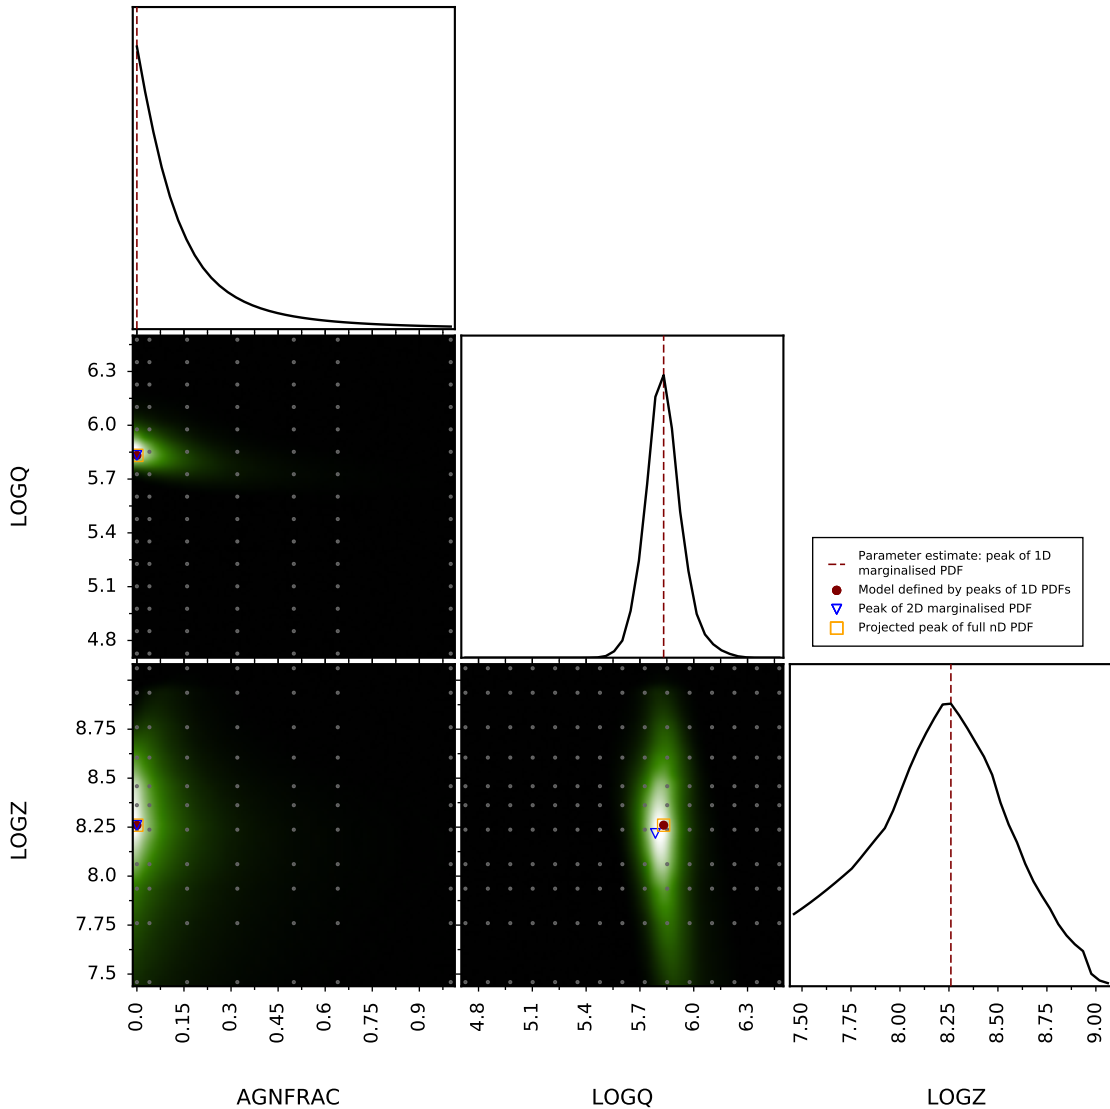 LOGQ
6.3
6.0
5.7
5.4
5.1
4.8
Parameter estimate: peak of 1D
marginalised PDF
Model defined by peaks of 1D PDFs
Peak of 2D marginalised PDF
Projected peak of full nD PDF
LOGZ
8.75
8.5
8.25
8.0
7.75
7.5
0.0 0.15 0.3 0.45 0.6 0.75 0.9
4.8 5.1 5.4 5.7 6.0 6.3
7.50 7.75 8.00 8.25 8.50 8.75 9.00
AGNFRAC LOGQ LOGZ